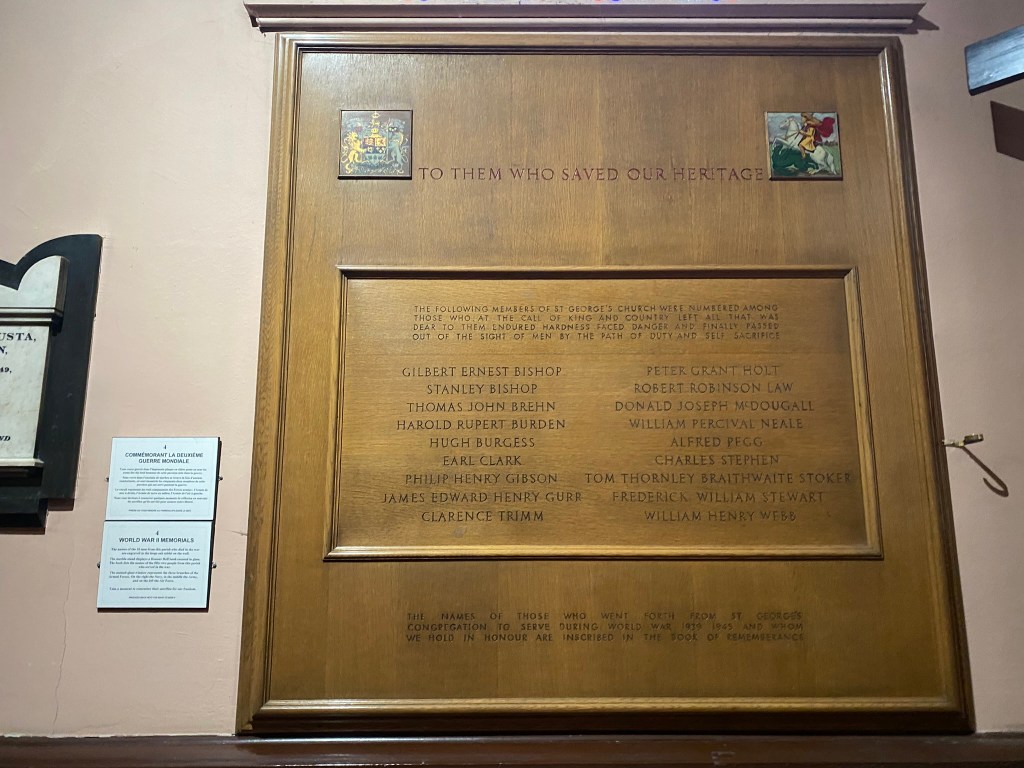 TO THEM WHO SAVED OUR HERITAGE
THE FOLLOWING MEMBERS OF ST GEORGE'S CHURCH WERE NUMBERED AMONG
THOSE WHO, AT THE CALL OF KING AND COUNTRY LEFT ALL THAT WAS
DEAR TO THEM ENDURED HARDNESS FACED DANGER AND FINALLY PASSED
OUT OF THE SIGHT OF MEN BY THE PATH OF DUTY AND SELF SACRIFICE
GILBERT ERNEST BISHOP
STANLEY BISHOP
THOMAS JOHN BREHN
HAROLD RUPERT BURDEN
HUGH BURGESS
EARL CLARK
PHILIP HENRY GIBSON
JAMES EDWARD HENRY GURR
CLARENCE TRIMM
PETER GRANT HOLT
ROBERT ROBINSON LAW
DONALD JOSEPH McDOUGALL
WILLIAM PERCIVAL NEALE
ALFRED PEGG
CHARLES STEPHEN
TOM THORNLEY BRAITHWAITE STOKER
FREDERICK WILLIAM STEWART
WILLIAM HENRY WEBB
THE NAMES OF THOSE WHO WENT FORTH FROM ST GEORGE'S
CONGREGATION TO SERVE DURING WORLD WAR 1939 1945 AND WHOM
WE HOLD IN HONOUR ARE INSCRIBED IN THE BOOK OF REMEMBRANCE
USTA,
N,
49,
ND
4
COMMÉMORANT LA DEUXIÈME
GUERRE MONDIALE
4
WORLD WAR II MEMORIALS